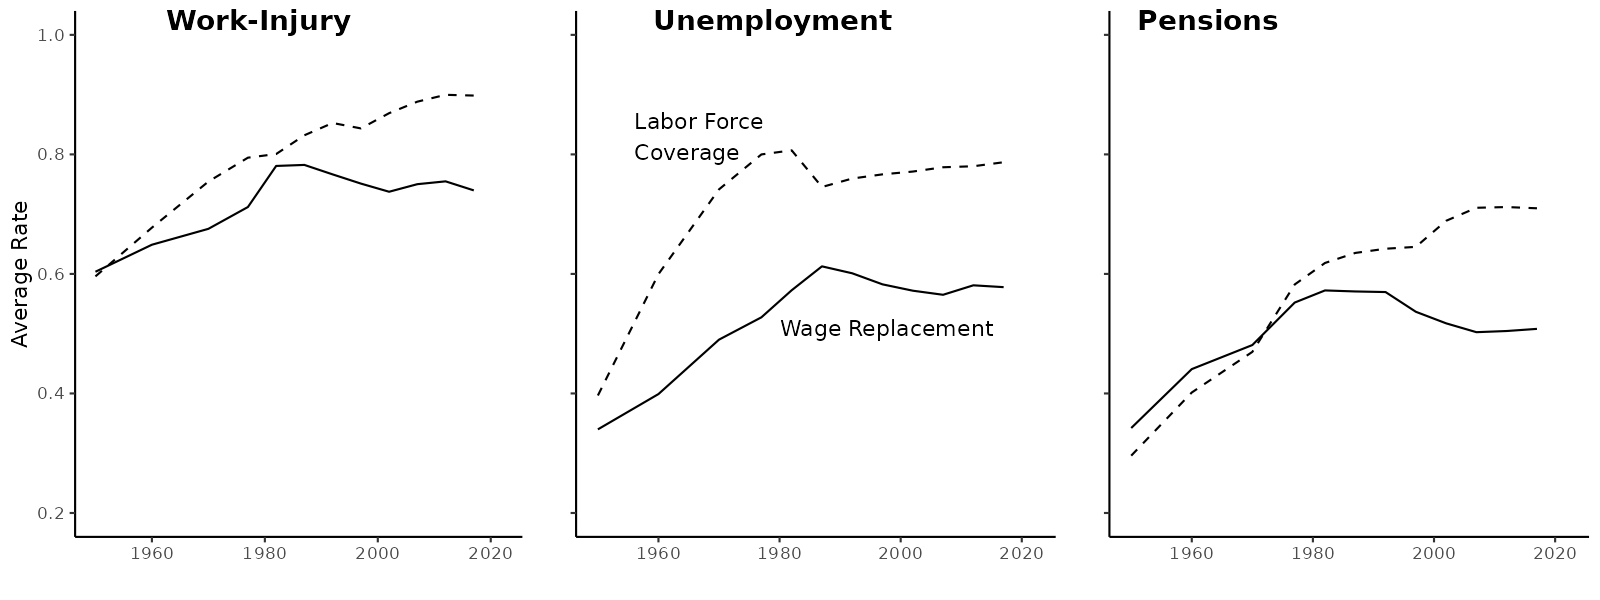 Work-Injury
Unemployment
Pensions
Average Rate
1.0
0.8
0.6
0.4
0.2
Labor Force
Coverage
Wage Replacement
1960 1980 2000 2020
1960 1980 2000 2020
1960 1980 2000 2020